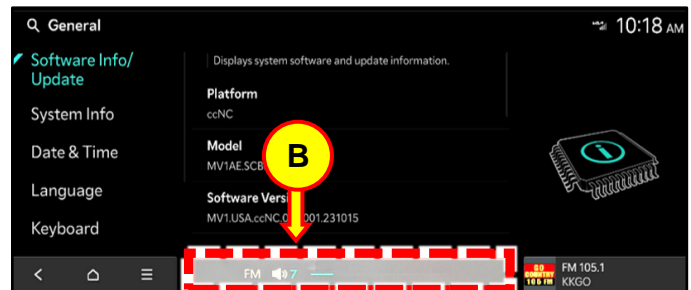 General
10:18 AM
Software Info/
Update
System Info
Date & Time
Language
Keyboard
Displays system software and update information.
Platform
ccNC
Model
MV1AE.SCB
B
Software Versi
MV1.USA.ccNC.0 001.231015
FM 7
GO
COUNTRY
105 FM
FM 105.1
KKGO